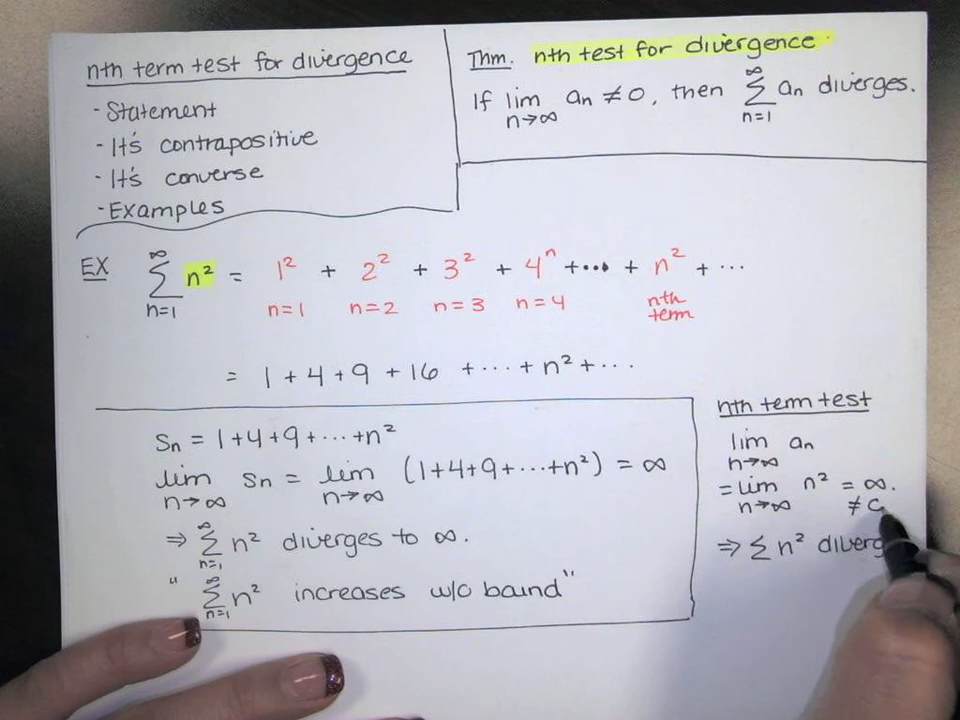 nth term test for divergence
- Statement
- It's contrapositive
- It's converse
- Examples
Thm. nth test for divergence.
If lim n→∞ an ≠ 0, then ∞ Σ n=1 an diverges.
EX ∞ Σ n=1 n² = 1² + 2² + 3² + 4ⁿ + ··· + n² + ···
n=1 n=2 n=3 n=4 nth term
= 1 + 4 + 9 + 16 + ··· + n² + ···
Sn = 1+4+9+ ··· +n²
lim n→∞ Sn = lim n→∞ (1+4+9+ ··· +n²) = ∞
⇒ ∞ Σ n=1 n² diverges to ∞.
" ∞ Σ n=1 n² increases w/o bound"
nth term test
lim n→∞ an
= lim n→∞ n² = ∞.
≠
⇒ Σ n²